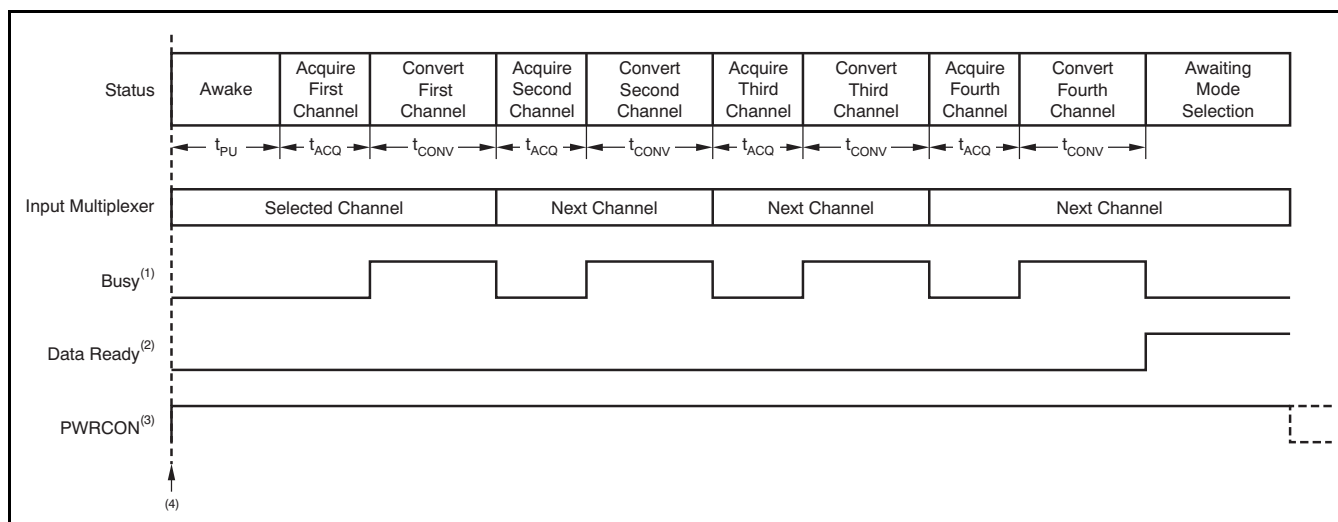 Status
Awake
Acquire
First
Channel
Convert
First
Channel
Acquire
Second
Channel
Convert
Second
Channel
Acquire
Third
Channel
Convert
Third
Channel
Acquire
Fourth
Channel
Convert
Fourth
Channel
Awaiting
Mode
Selection
tPU
tACQ
tCONV
tACQ
tCONV
tACQ
tCONV
tACQ
tCONV
Input Multiplexer
Selected Channel
Next Channel
Next Channel
Next Channel
Busy(1)
Data Ready(2)
PWRCON(3)
(4)